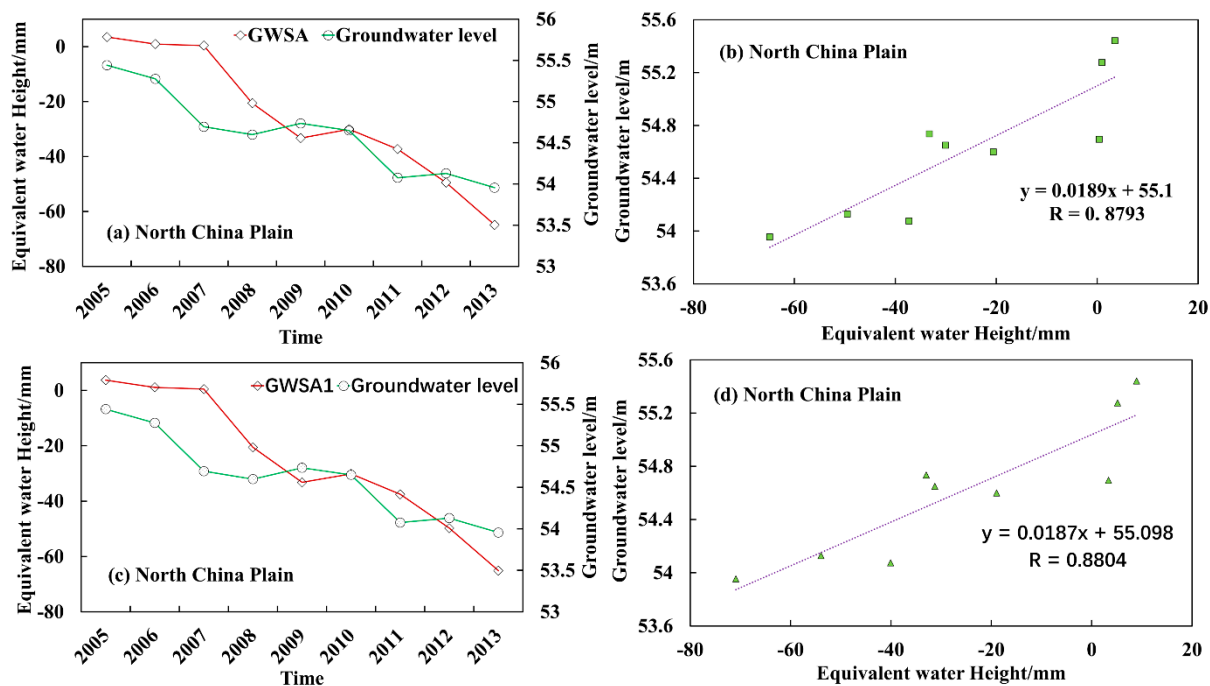 Equivalent water Height/mm
0
-20
-40
-60
-80
GWSA Groundwater level
(a) North China Plain
56
55.5
55
54.5
54
53.5
53
Groundwater level/m
2005 2006 2007 2008 2009 2010 2011 2012 2013
Time
Groundwater level/m
55.6
55.2
54.8
54.4
54
53.6
(b) North China Plain
y = 0.0189x + 55.1
R = 0. 8793
-80 -60 -40 -20 0 20
Equivalent water Height/mm
Equivalent water Height/mm
0
-20
-40
-60
-80
GWSA1 Groundwater level
(c) North China Plain
56
55.5
55
54.5
54
53.5
53
Groundwater level/m
2005 2006 2007 2008 2009 2010 2011 2012 2013
Time
Groundwater level/m
55.6
55.2
54.8
54.4
54
53.6
(d) North China Plain
y = 0.0187x + 55.098
R = 0.8804
-80 -60 -40 -20 0 20
Equivalent water Height/mm